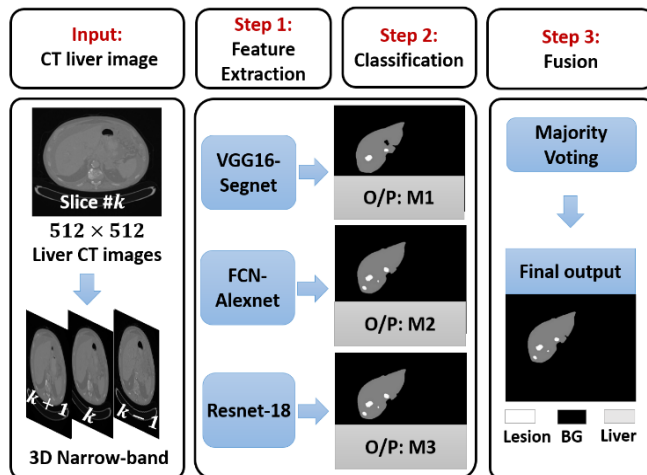 Input:
CT liver image
Step 1:
Feature
Extraction
Step 2:
Classification
Step 3:
Fusion
Slice #k
512 × 512
Liver CT images
k + 1
k
k − 1
3D Narrow-band
VGG16-
Segnet
O/P: M1
FCN-
Alexnet
O/P: M2
Resnet-18
O/P: M3
Majority
Voting
Final output
Lesion BG Liver